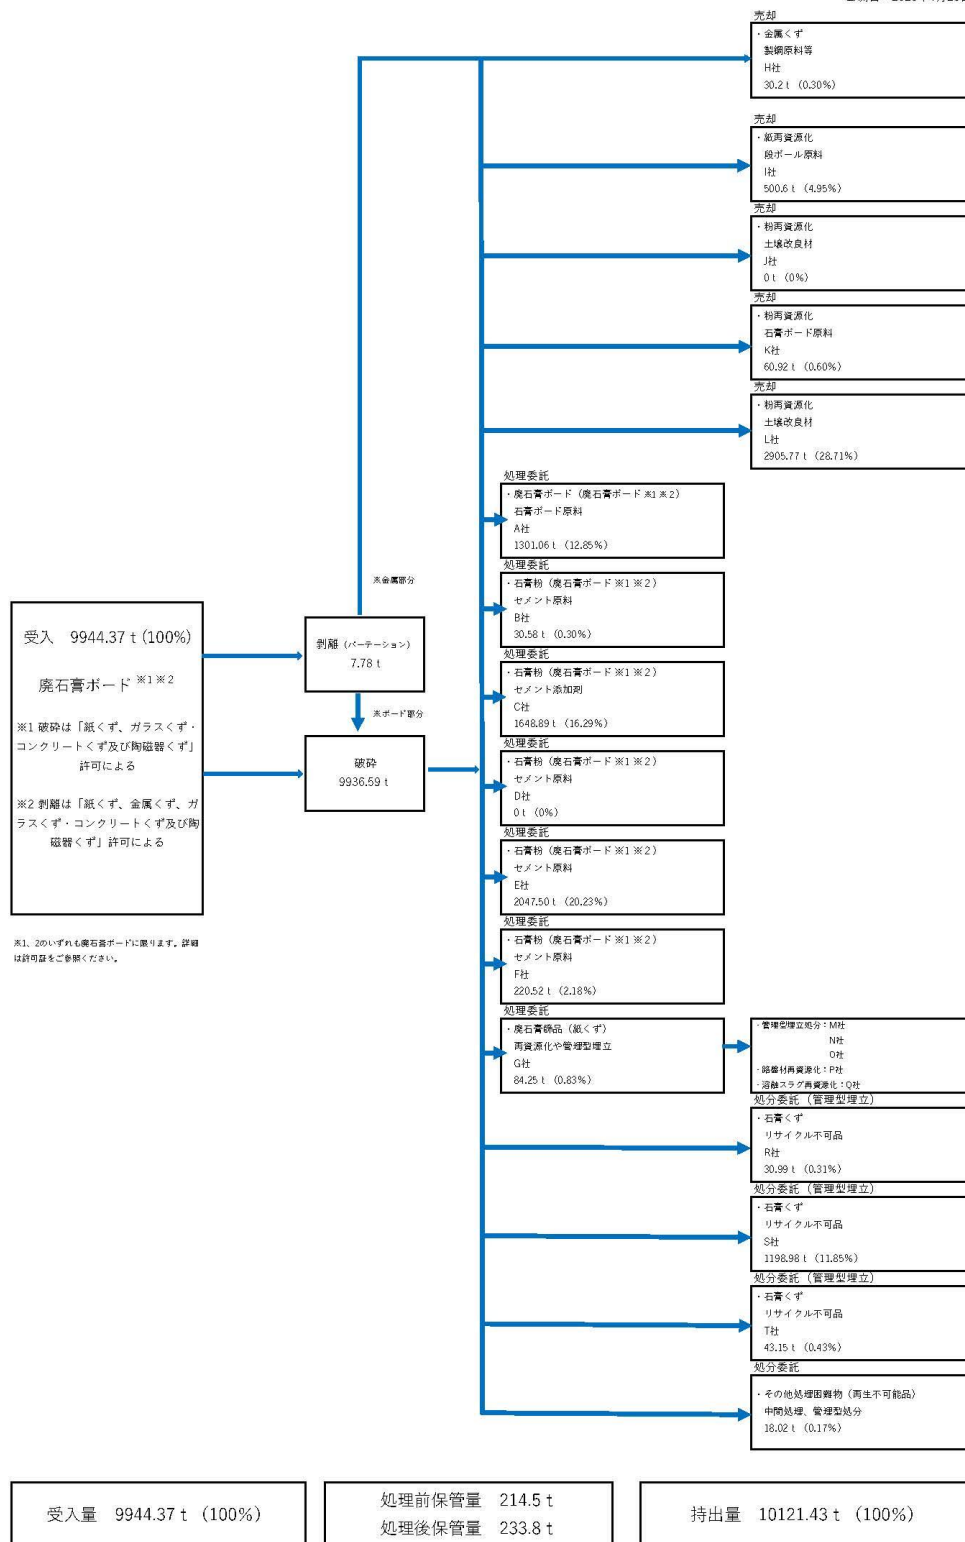 売却
・金属くず
製鋼原料等
H社
30.2ｔ（0.30%）
売却
・紙再資源化
段ボール原料
I社
500.6ｔ（4.95%）
売却
・粉再資源化
土壌改良材
J社
0ｔ（0%）
売却
・粉再資源化
石膏ボード原料
K社
60.92ｔ（0.60%）
売却
・粉再資源化
土壌改良材
L社
2905.77ｔ（28.71%）
処理委託
・廃石膏ボード（廃石膏ボード※1※2）
石膏ボード原料
A社
1301.06ｔ（12.85%）
処理委託
・石膏粉（廃石膏ボード※1※2）
セメント原料
B社
30.58ｔ（0.30%）
処理委託
・石膏粉（廃石膏ボード※1※2）
セメント添加剤
C社
1648.89ｔ（16.29%）
処理委託
・石膏粉（廃石膏ボード※1※2）
セメント原料
D社
0ｔ（0%）
処理委託
・石膏粉（廃石膏ボード※1※2）
セメント原料
E社
2047.50ｔ（20.23%）
処理委託
・石膏粉（廃石膏ボード※1※2）
セメント原料
F社
220.52ｔ（2.18%）
処理委託
・廃石膏篩品（紙くず）
再資源化や管理型埋立
G社
84.25ｔ（0.83%）
・管理型埋立処分：M社
N社
O社
・路盤材再資源化：P社
・溶融スラグ再資源化：Q社
処分委託（管理型埋立）
・石膏くず
リサイクル不可品
R社
30.99ｔ（0.31%）
処分委託（管理型埋立）
・石膏くず
リサイクル不可品
S社
1198.98ｔ（11.85%）
処分委託（管理型埋立）
・石膏くず
リサイクル不可品
T社
43.15ｔ（0.43%）
処分委託
・その他処理困難物（再生不可能品）
中間処理、管理型処分
18.02ｔ（0.17%）
※金属部分
剥離（パーテーション）
7.78ｔ
※ボード部分
破砕
9936.59ｔ
受入　9944.37ｔ(100%)
廃石膏ボード ※1※2
※1 破砕は「紙くず、ガラスくず・
コンクリートくず及び陶磁器くず」
許可による
※2 剥離は「紙くず、金属くず、ガ
ラスくず・コンクリートくず及び陶
磁器くず」許可による
※1、2のいずれも廃石膏ボードに限ります。詳細
は許可証をご参照ください。
受入量　9944.37ｔ（100%）
処理前保管量　214.5ｔ
処理後保管量　233.8ｔ
持出量　10121.43ｔ（100%）